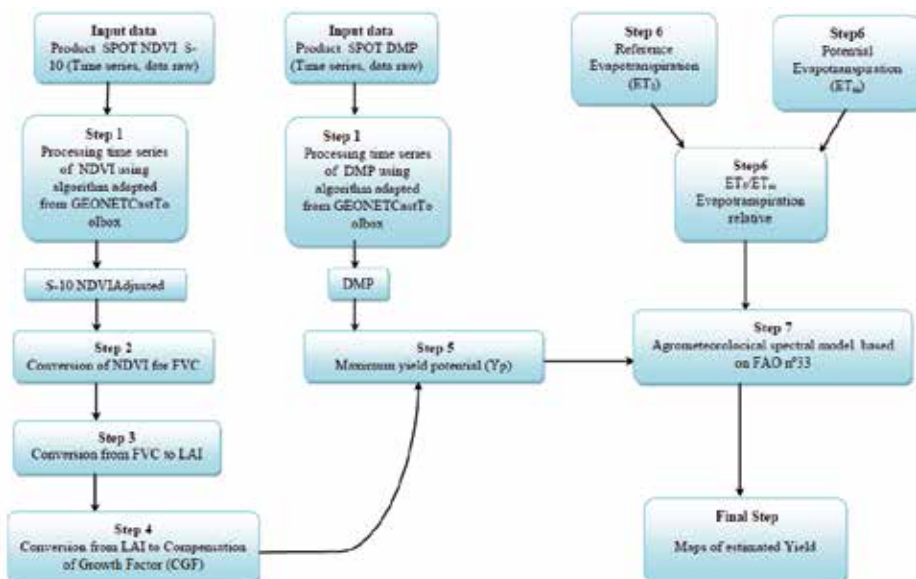 Input data
Product SPOT NDVI S-
10 (Time series, data raw)
Step 1
Processing time series
of NDVI using
algorithm adapted
from GEONETCastTo
olbox
S-10 NDVIAdjusted
Step 2
Conversion of NDVI for FVC
Step 3
Conversion from FVC to LAI
Step 4
Conversion from LAI to Compensation
of Growth Factor (CGF)
Input data
Product SPOT DMP
(Time series, data raw)
Step 1
Processing time series
of DMP using
algorithm adapted
from GEONETCastTo
olbox
DMP
Step 5
Maximum yield potential (Yp)
Step 6
Reference
Evapotranspiration
Step6
Potential
Evapotranspiration
(ETm)
Step6
Evapotranspiration
relative
Step 7
Agrometeorolocical spectral model based
on FAO nº33
Final Step
Maps of estimated Yield